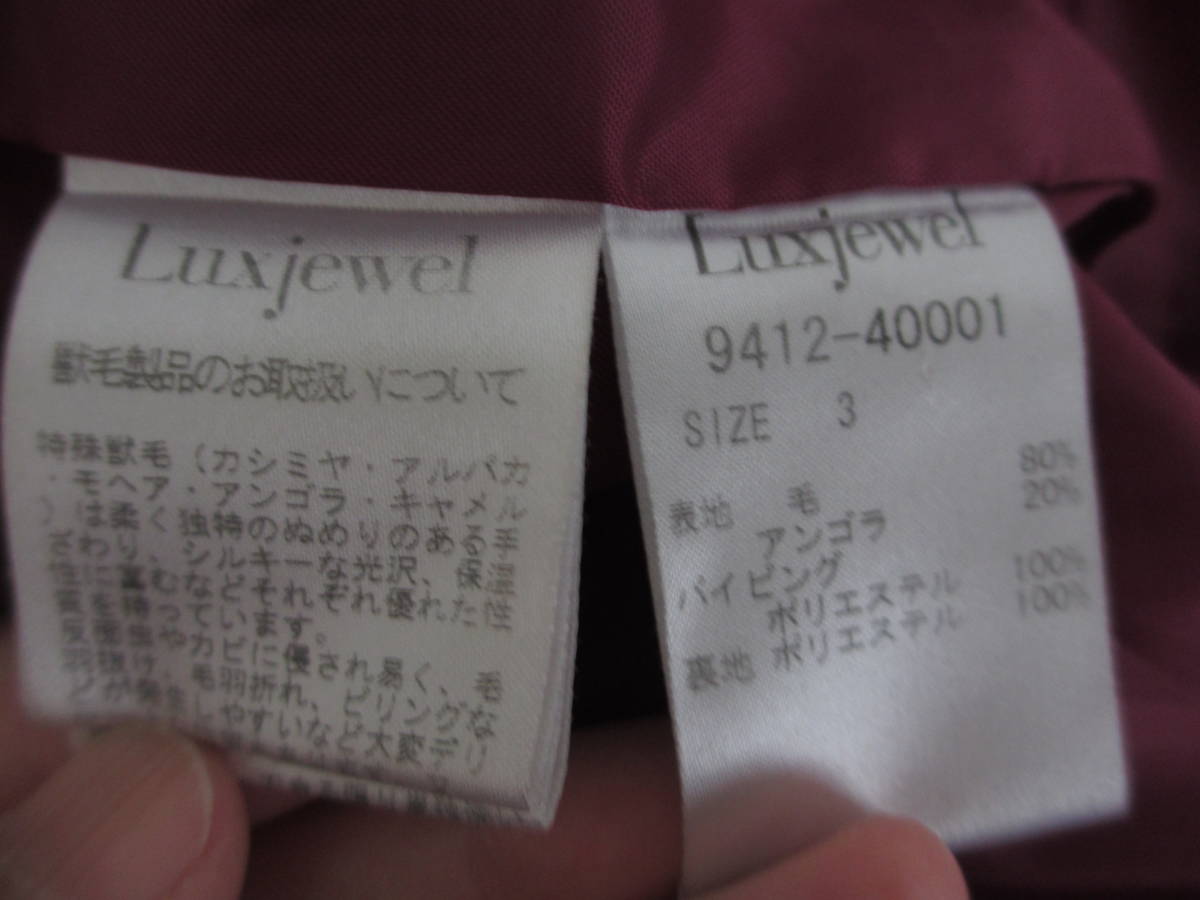 Luxjewel
獣毛製品のお取扱いについて
特殊獣毛(カシミヤ・アルパカ
・モヘア・アンゴラ・キャメル
)は柔く独特のぬめりのある手
ざわり、シルキーな光沢、保温
性に富むなどそれぞれ優れた性
質を持っています。
反面虫やカビに侵され易く、毛
羽抜け、毛羽折れ、ピリングな
どが発生しやすいなど大変デリ
Luxjewel
9412-40001
SIZE 3
80%
表地 毛 20%
アンゴラ
パイピング
ポリエステル 100%
裏地 ポリエステル 100%